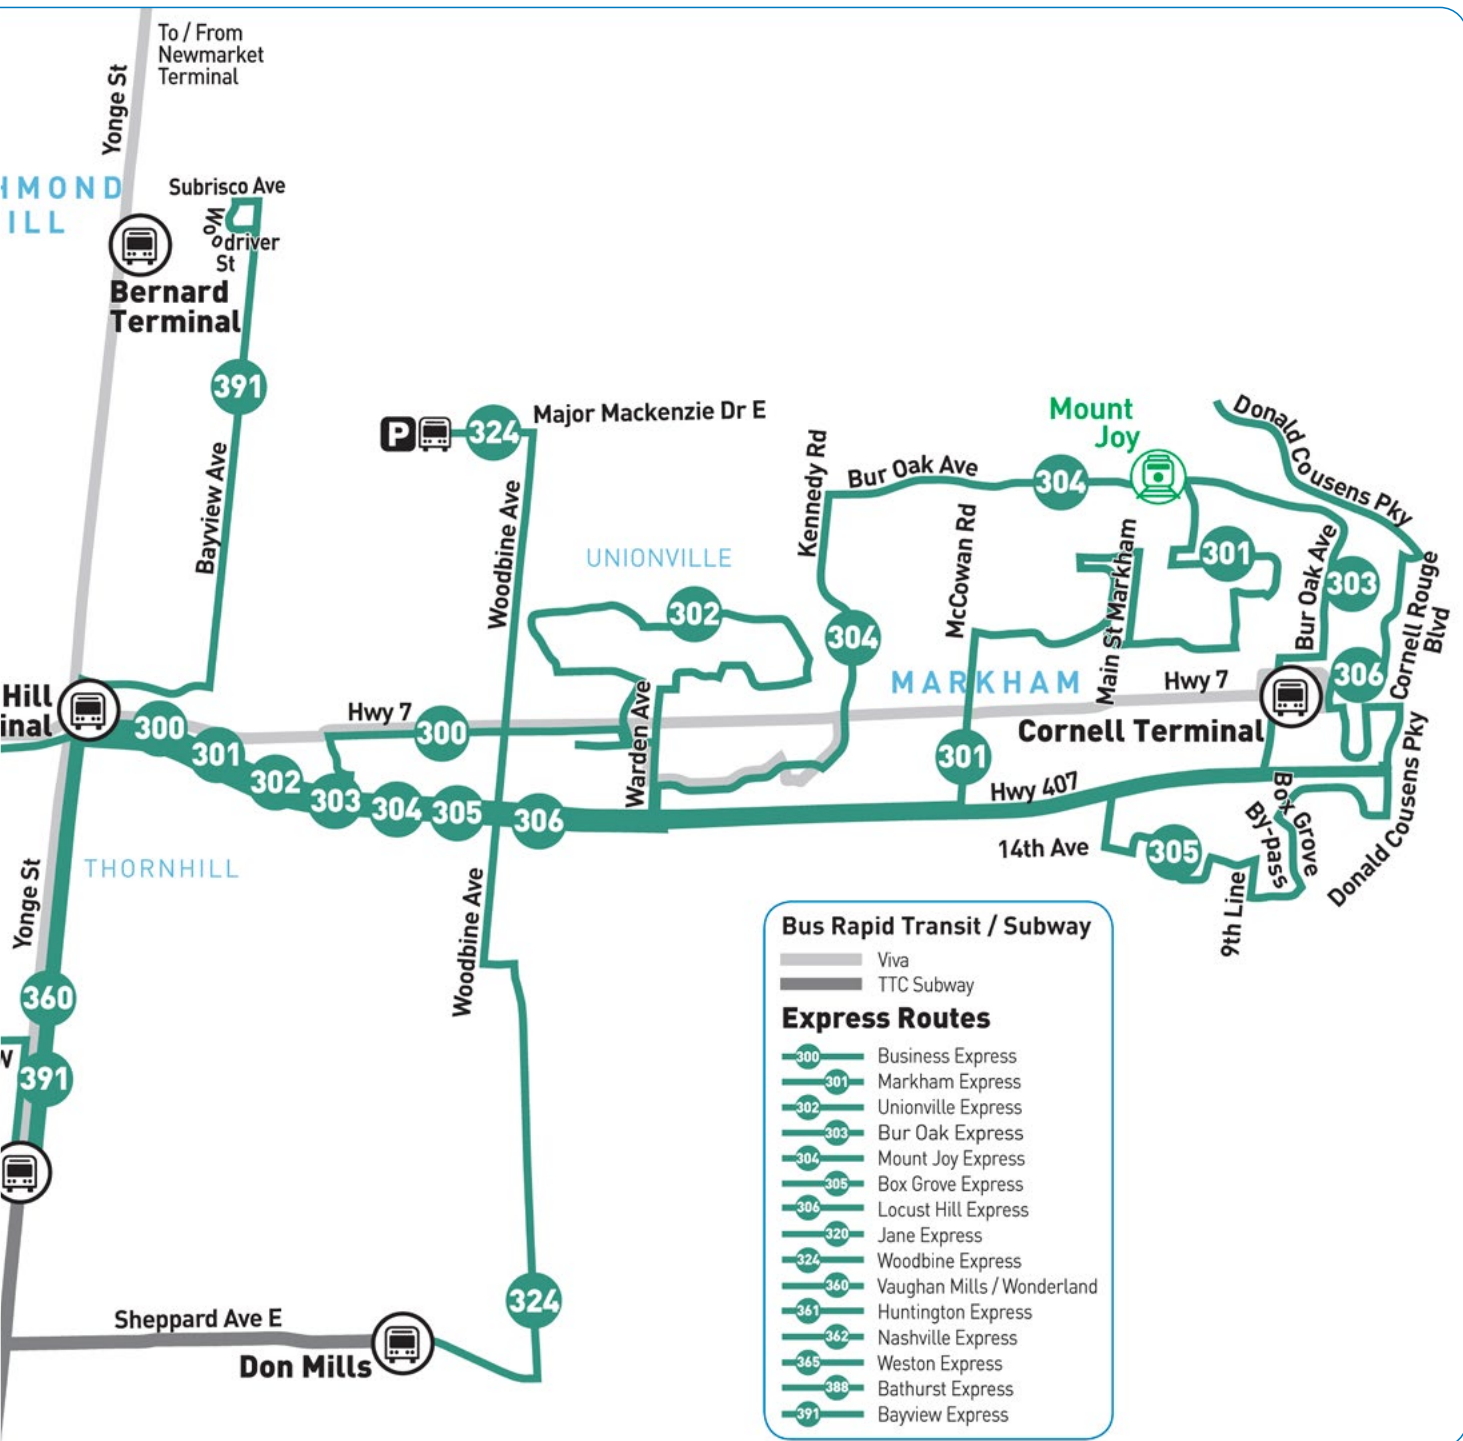 To / From
Newmarket
Terminal
Yonge St
HMOND
ILL
Subrisco Ave
Woodriver
St
Bernard
Terminal
391
Bayview Ave
324
Major Mackenzie Dr E
P
Woodbine Ave
UNIONVILLE
302
Kennedy Rd
Bur Oak Ave
304
Mount
Joy
McCowan Rd
Main St Markham
301
Donald Cousens Pky
Bur Oak Ave
303
Cornell Rouge
Blvd
304
MARKHAM
Hwy 7
306
Cornell Terminal
Hill
inal
300
301
302
303
304
305
306
Hwy 7
300
Warden Ave
301
Hwy 407
14th Ave
305
Box Grove
By-pass
9th Line
Donald Cousens Pky
THORNHILL
Yonge St
Woodbine Ave
360
W
391
324
Sheppard Ave E
Don Mills
Bus Rapid Transit / Subway
Viva
TTC Subway
Express Routes
300 Business Express
301 Markham Express
302 Unionville Express
303 Bur Oak Express
304 Mount Joy Express
305 Box Grove Express
306 Locust Hill Express
320 Jane Express
324 Woodbine Express
360 Vaughan Mills / Wonderland
361 Huntington Express
362 Nashville Express
365 Weston Express
388 Bathurst Express
391 Bayview Express